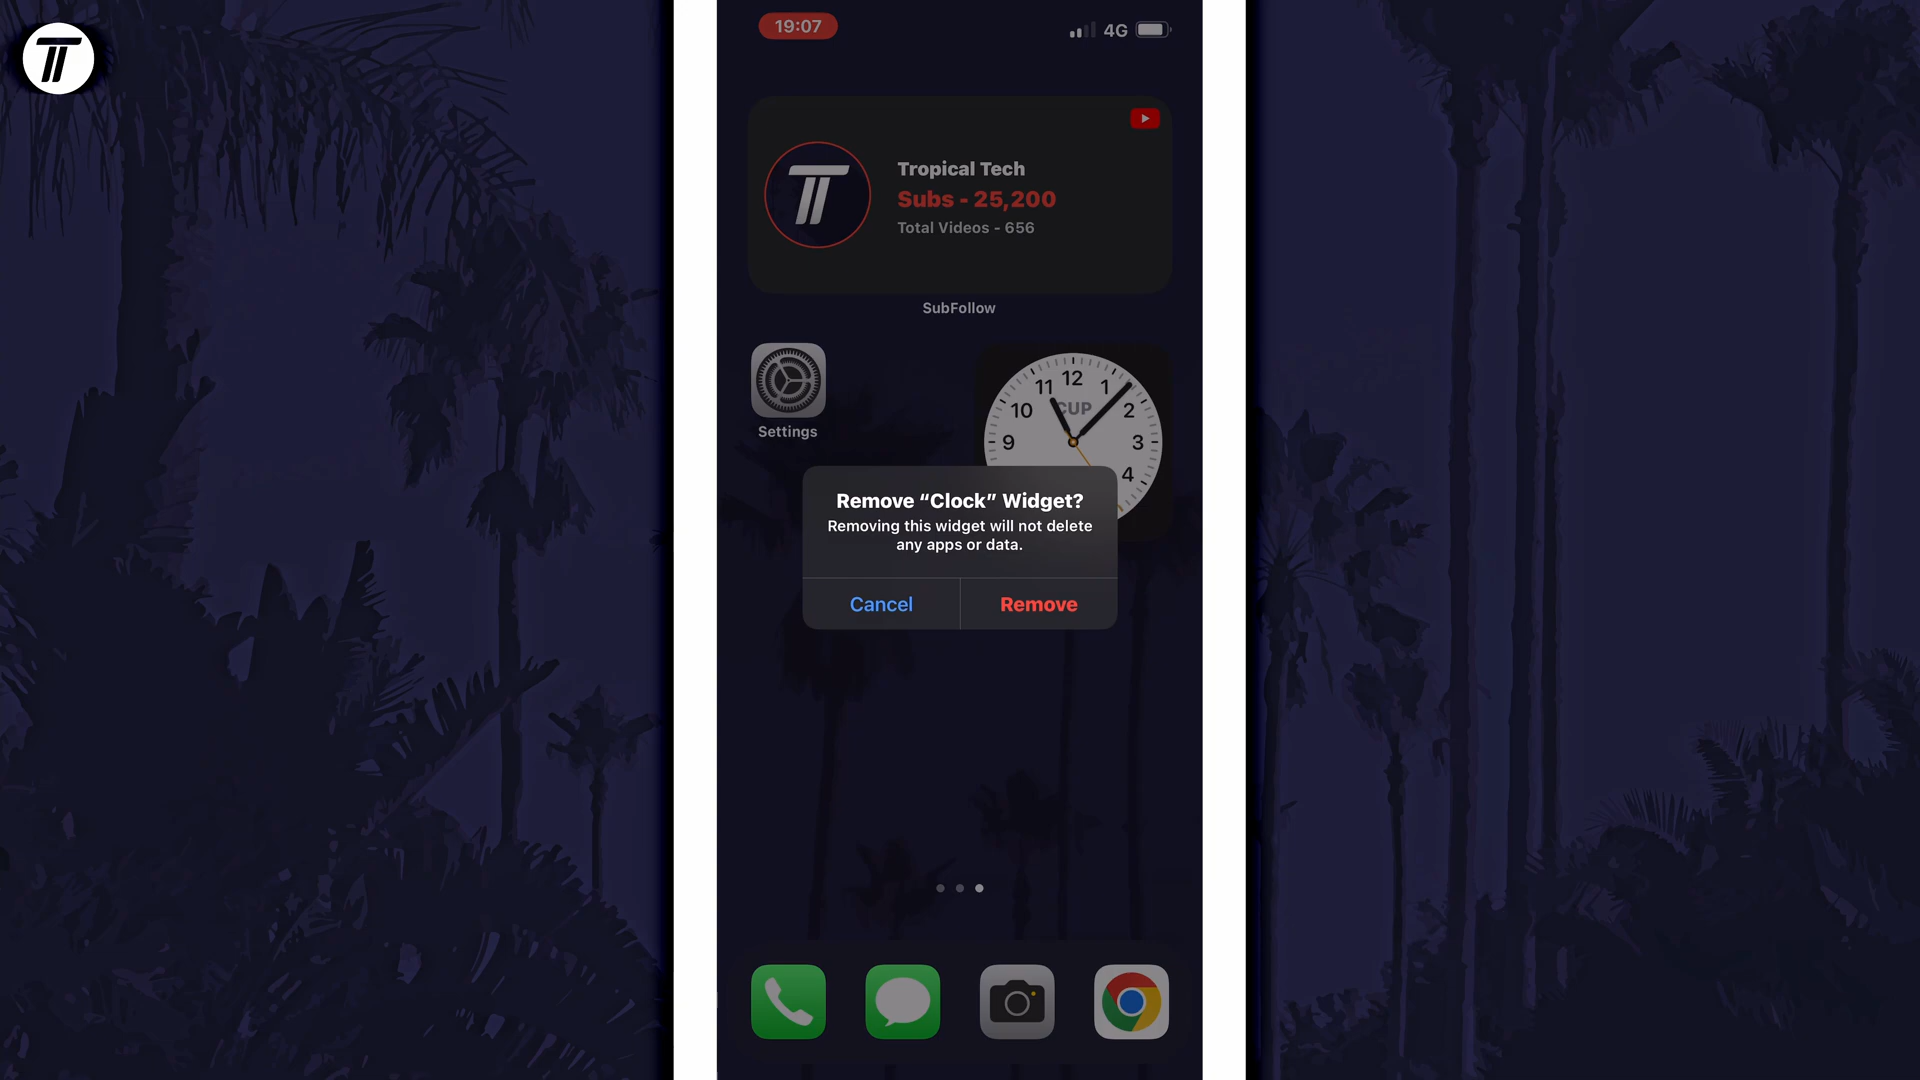 19:07
4G
Tropical Tech
Subs - 25,200
Total Videos - 656
SubFollow
Settings
12
11
1
CUP
10
2
9
3
4
Remove “Clock” Widget?
Removing this widget will not delete
any apps or data.
Cancel
Remove